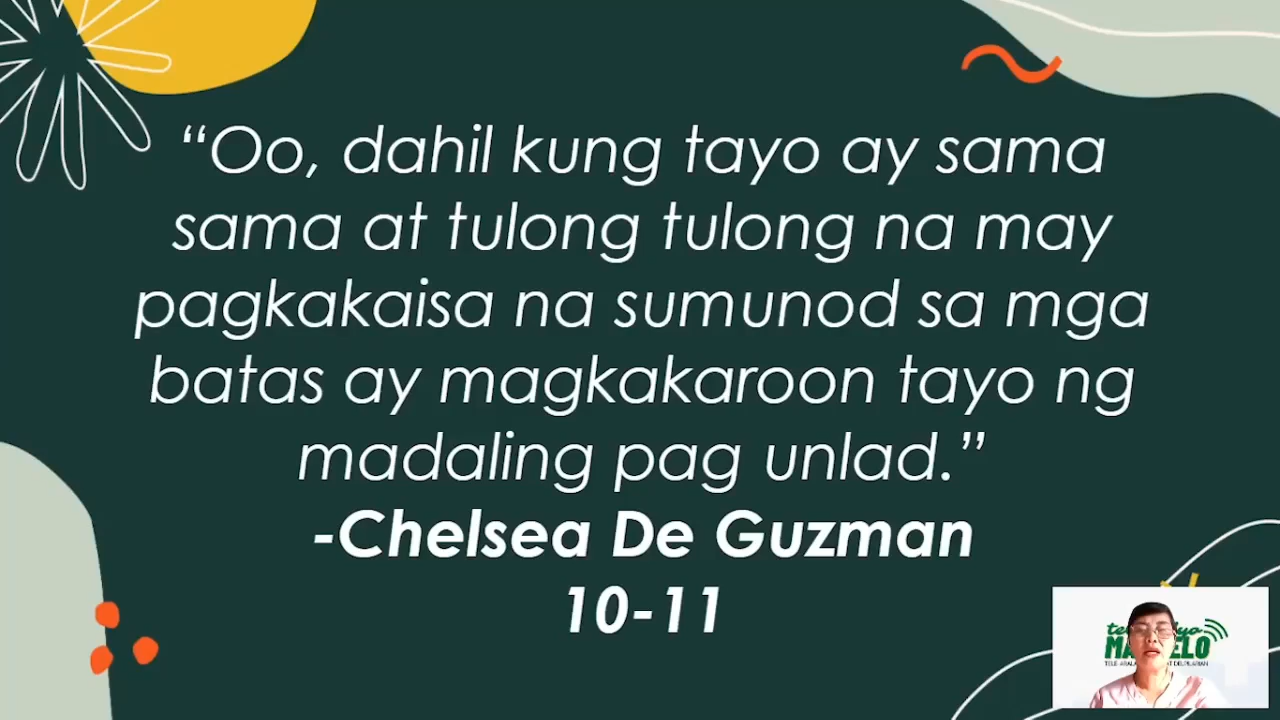 “Oo, dahil kung tayo ay sama
sama at tulong tulong na may
pagkakaisa na sumunod sa mga
batas ay magkakaroon tayo ng
madaling pag unlad.”
-Chelsea De Guzman
10-11